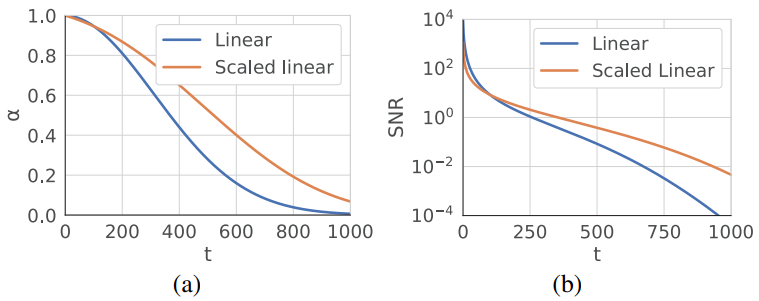 1.0
0.8
0.6
0.4
0.2
0.0
α
Linear
Scaled linear
0 200 400 600 800 1000
t
(a)
10^4
10^2
10^0
10^-2
10^-4
SNR
Linear
Scaled Linear
0 250 500 750 1000
t
(b)